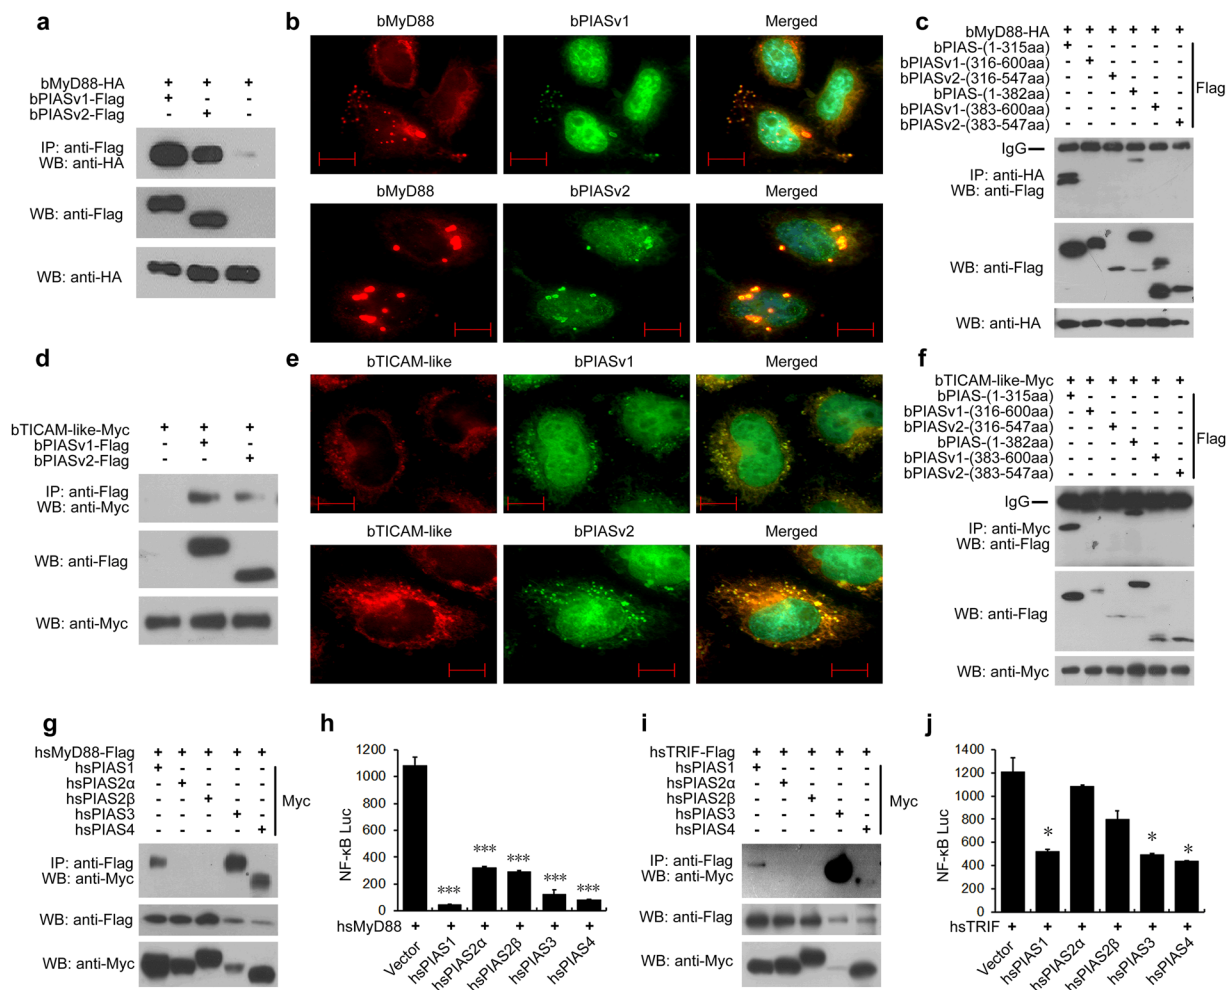 a
bMyD88-HA + + +
bPIASv1-Flag + - -
bPIASv2-Flag - + -
IP: anti-Flag
WB: anti-HA
WB: anti-Flag
WB: anti-HA
b
bMyD88 bPIASv1 Merged
bMyD88 bPIASv2 Merged
c
bMyD88-HA + + + + + +
bPIAS-(1-315aa) + - - - - -
bPIASv1-(316-600aa) - + - - - -
bPIASv2-(316-547aa) - - + - - -
bPIAS-(1-382aa) - - - + - -
bPIASv1-(383-600aa) - - - - + -
bPIASv2-(383-547aa) - - - - - +
Flag
IgG
IP: anti-HA
WB: anti-Flag
WB: anti-Flag
WB: anti-HA
d
bTICAM-like-Myc + + +
bPIASv1-Flag - + -
bPIASv2-Flag - - +
IP: anti-Flag
WB: anti-Myc
WB: anti-Flag
WB: anti-Myc
e
bTICAM-like bPIASv1 Merged
bTICAM-like bPIASv2 Merged
f
bTICAM-like-Myc + + + + + +
bPIAS-(1-315aa) + - - - - -
bPIASv1-(316-600aa) - + - - - -
bPIASv2-(316-547aa) - - + - - -
bPIAS-(1-382aa) - - - + - -
bPIASv1-(383-600aa) - - - - + -
bPIASv2-(383-547aa) - - - - - +
Flag
IgG
IP: anti-Myc
WB: anti-Flag
WB: anti-Flag
WB: anti-Myc
g
hsMyD88-Flag + + + + +
hsPIAS1 + - - - -
hsPIAS2α - + - - -
hsPIAS2β - - + - -
hsPIAS3 - - - + -
hsPIAS4 - - - - +
Myc
IP: anti-Flag
WB: anti-Myc
WB: anti-Flag
WB: anti-Myc
h
NF-κB Luc
1200
1000
800
600
400
200
0
*** *** *** *** ***
hsMyD88 + + + + + +
Vector hsPIAS1 hsPIAS2α hsPIAS2β hsPIAS3 hsPIAS4
i
hsTRIF-Flag + + + + +
hsPIAS1 + - - - -
hsPIAS2α - + - - -
hsPIAS2β - - + - -
hsPIAS3 - - - + -
hsPIAS4 - - - - +
Myc
IP: anti-Flag
WB: anti-Myc
WB: anti-Flag
WB: anti-Myc
j
NF-κB Luc
1400
1200
1000
800
600
400
200
0
* * *
hsTRIF + + + + + +
Vector hsPIAS1 hsPIAS2α hsPIAS2β hsPIAS3 hsPIAS4